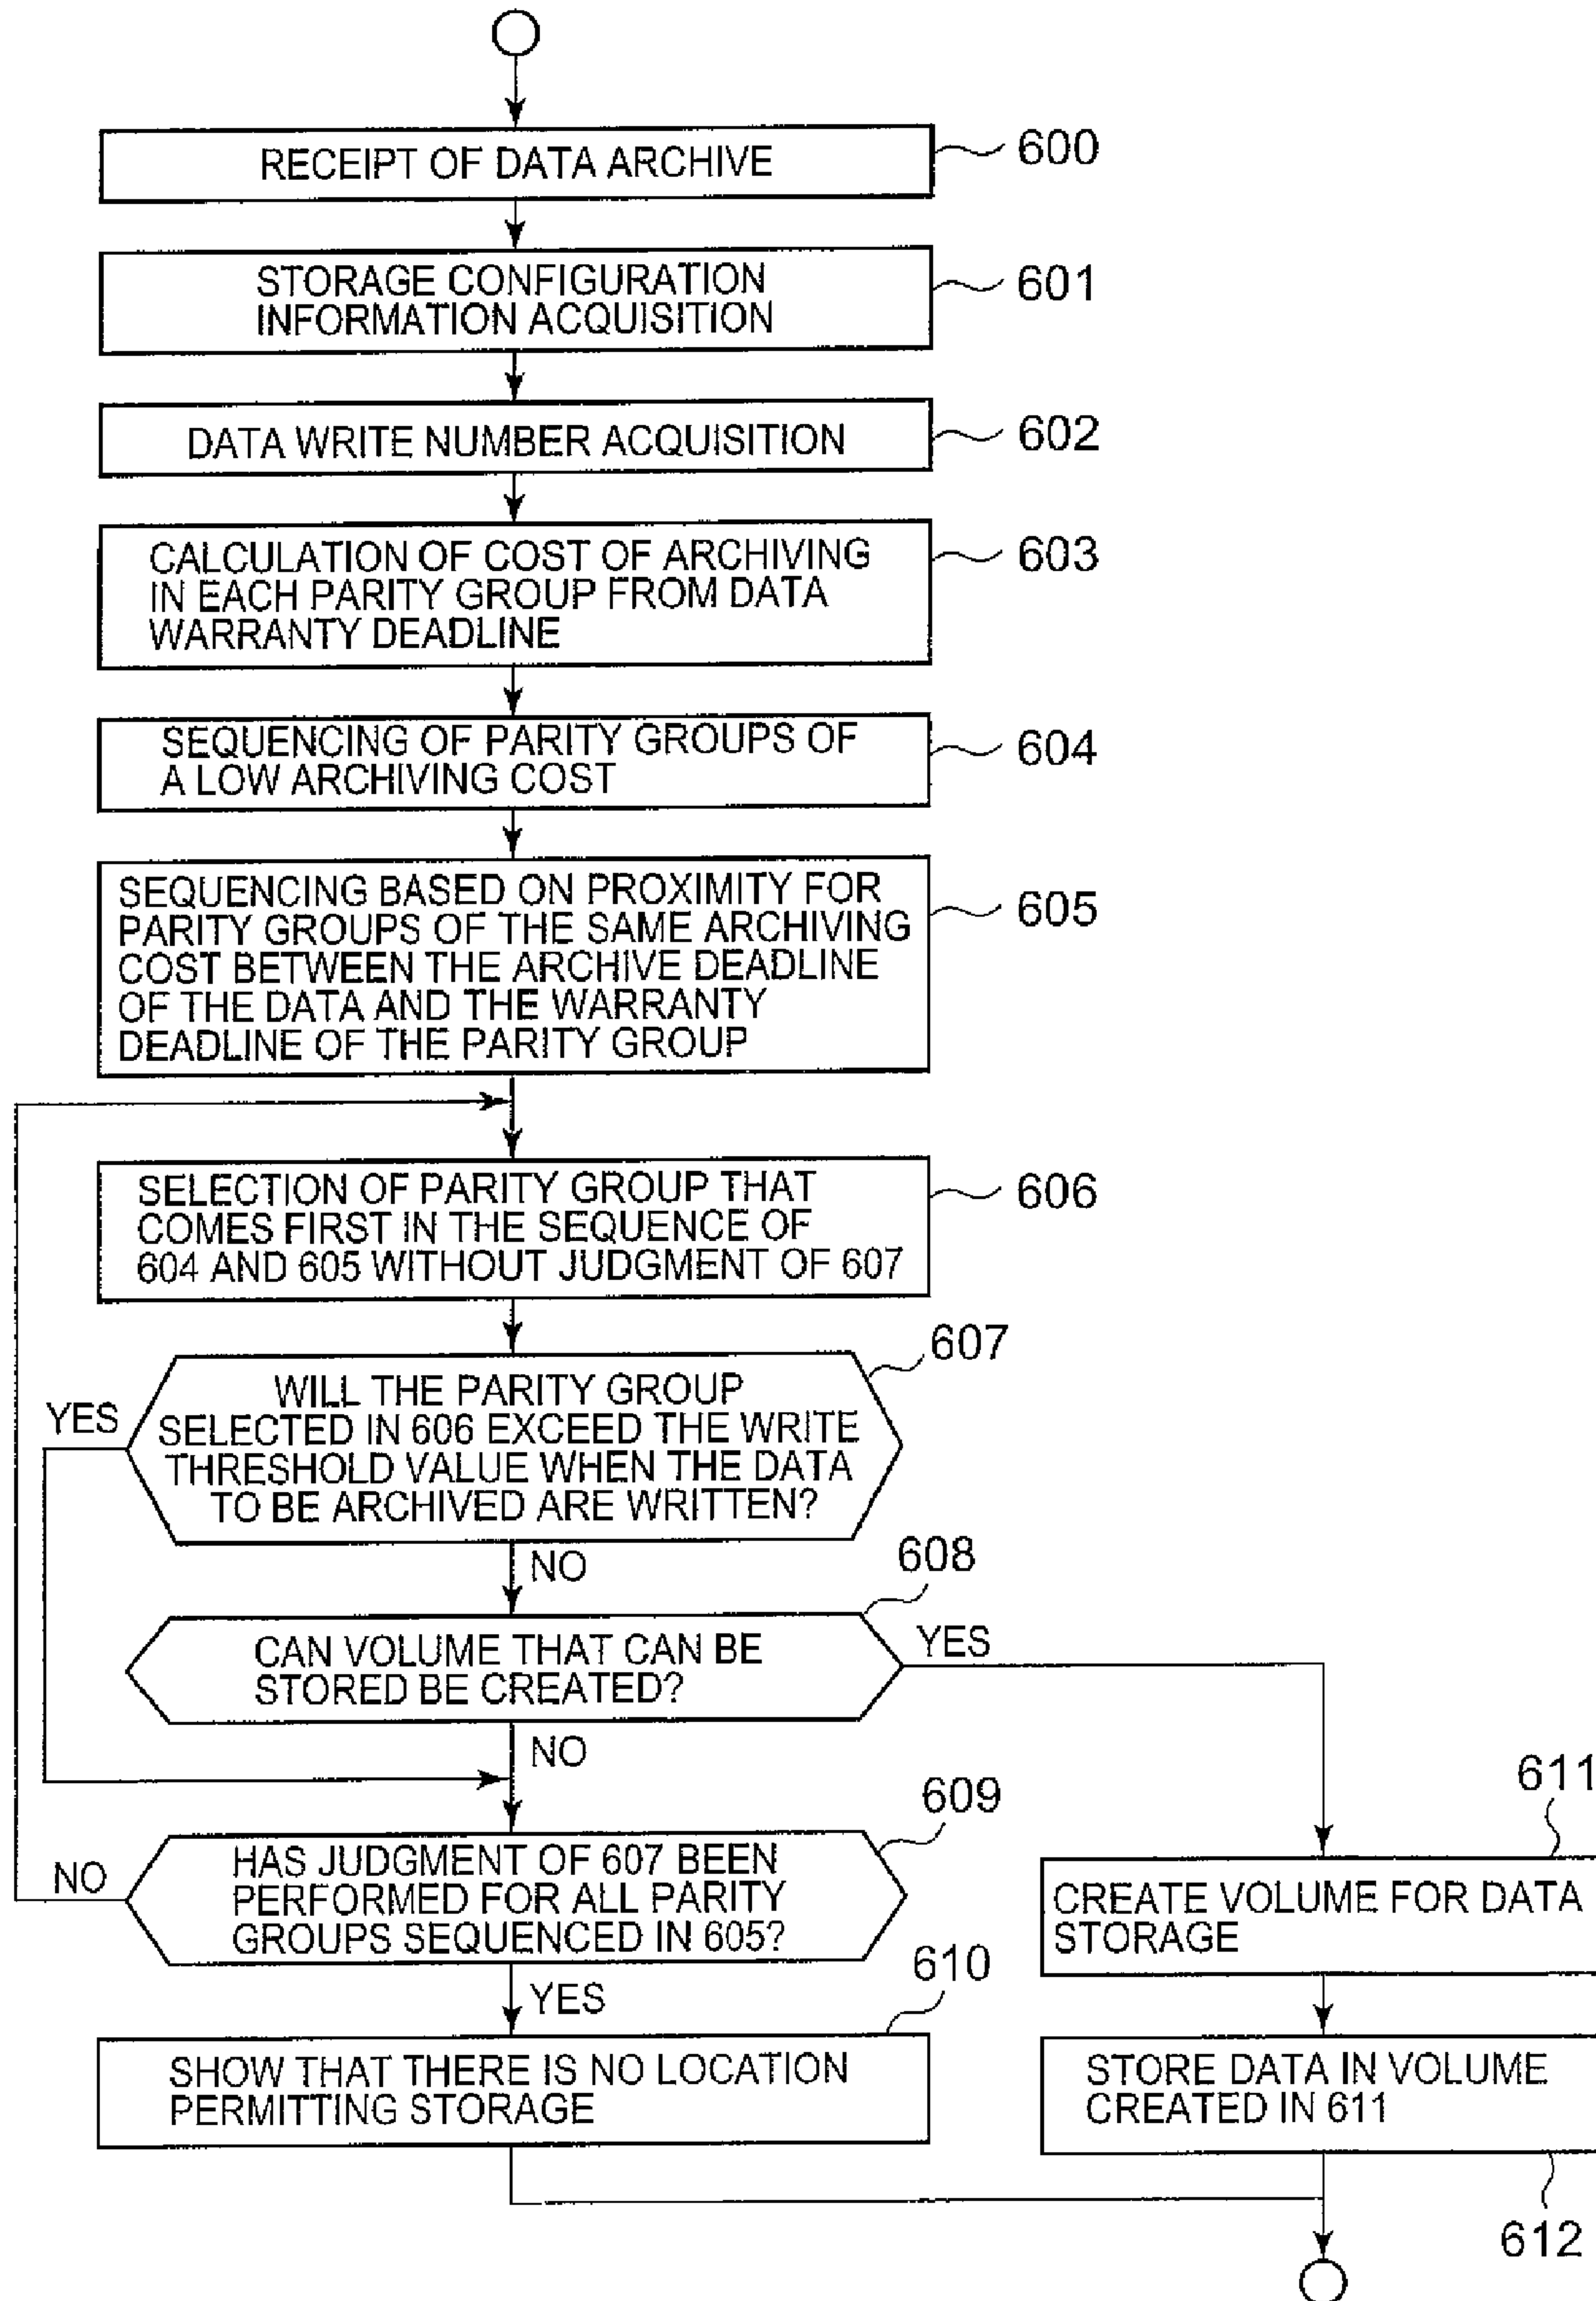 RECEIPT OF DATA ARCHIVE
600
STORAGE CONFIGURATION
INFORMATION ACQUISITION
601
DATA WRITE NUMBER ACQUISITION
602
CALCULATION OF COST OF ARCHIVING
IN EACH PARITY GROUP FROM DATA
WARRANTY DEADLINE
603
SEQUENCING OF PARITY GROUPS OF
A LOW ARCHIVING COST
604
SEQUENCING BASED ON PROXIMITY FOR
PARITY GROUPS OF THE SAME ARCHIVING
COST BETWEEN THE ARCHIVE DEADLINE
OF THE DATA AND THE WARRANTY
DEADLINE OF THE PARITY GROUP
605
SELECTION OF PARITY GROUP THAT
COMES FIRST IN THE SEQUENCE OF
604 AND 605 WITHOUT JUDGMENT OF 607
606
607
WILL THE PARITY GROUP
SELECTED IN 606 EXCEED THE WRITE
THRESHOLD VALUE WHEN THE DATA
TO BE ARCHIVED ARE WRITTEN?
YES
NO
608
CAN VOLUME THAT CAN BE
STORED BE CREATED?
YES
NO
609
HAS JUDGMENT OF 607 BEEN
PERFORMED FOR ALL PARITY
GROUPS SEQUENCED IN 605?
NO
YES
610
SHOW THAT THERE IS NO LOCATION
PERMITTING STORAGE
611
CREATE VOLUME FOR DATA
STORAGE
STORE DATA IN VOLUME
CREATED IN 611
612